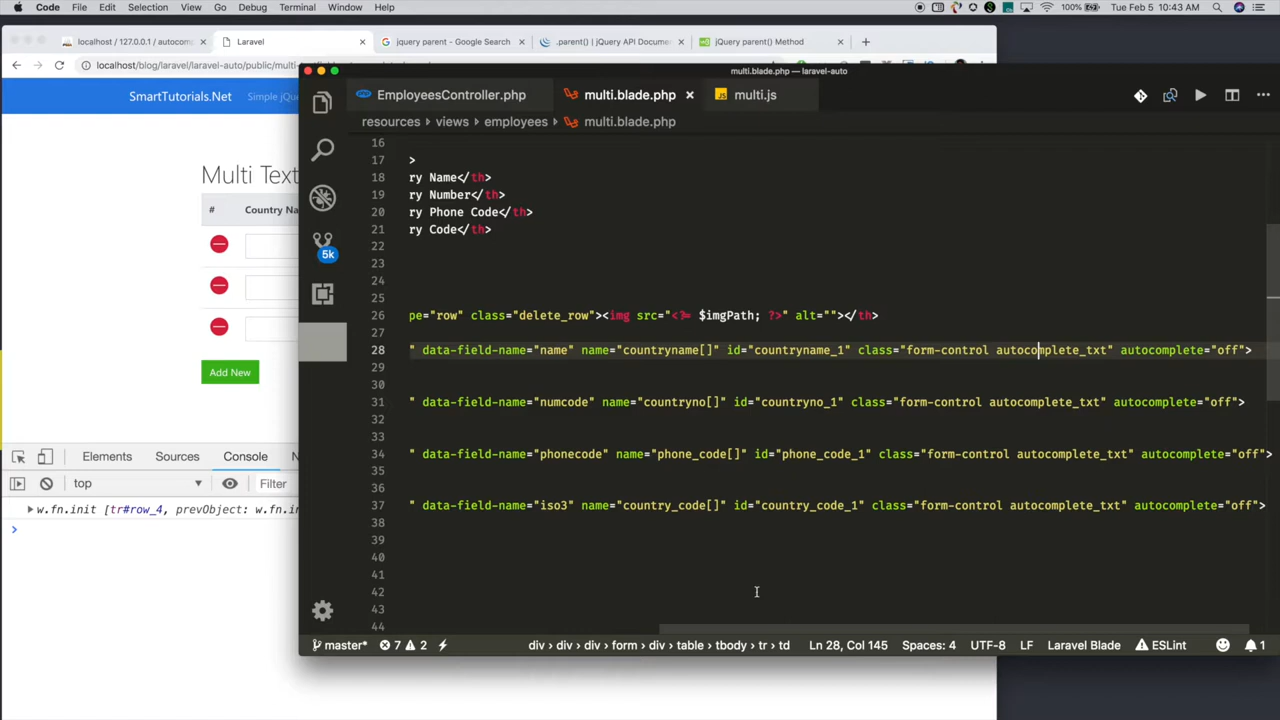 Code File Edit Selection View Go Debug Terminal Window Help
100% Tue Feb 5 10:43 AM
localhost / 127.0.0.1 / autocom
Laravel
jquery parent - Google Search
.parent() | jQuery API Documen
jQuery parent() Method
localhost/blog/laravel/laravel-auto/public/multi-
SmartTutorials.Net
Simple jQ
Multi Text
# Country Na
Add New
Elements Sources Console N
top
Filter
w.fn.init [tr#row_4, prevObject: w.fn.ini
multi.blade.php — laravel-auto
EmployeesController.php
multi.blade.php
JS multi.js
resources › views › employees › multi.blade.php
5k
16
17 >
18 ry Name</th>
19 ry Number</th>
20 ry Phone Code</th>
21 ry Code</th>
22
23
24
25
26 pe="row" class="delete_row"><img src="<?= $imgPath; ?>" alt=""></th>
27
28 " data-field-name="name" name="countryname[]" id="countryname_1" class="form-control autocomplete_txt" autocomplete="off">
29
30
31 " data-field-name="numcode" name="countryno[]" id="countryno_1" class="form-control autocomplete_txt" autocomplete="off">
32
33
34 " data-field-name="phonecode" name="phone_code[]" id="phone_code_1" class="form-control autocomplete_txt" autocomplete="off">
35
36
37 " data-field-name="iso3" name="country_code[]" id="country_code_1" class="form-control autocomplete_txt" autocomplete="off">
38
39
40
41
42
43
44
master* 7 2 div › div › div › form › div › table › tbody › tr › td Ln 28, Col 145 Spaces: 4 UTF-8 LF Laravel Blade ESLint 1